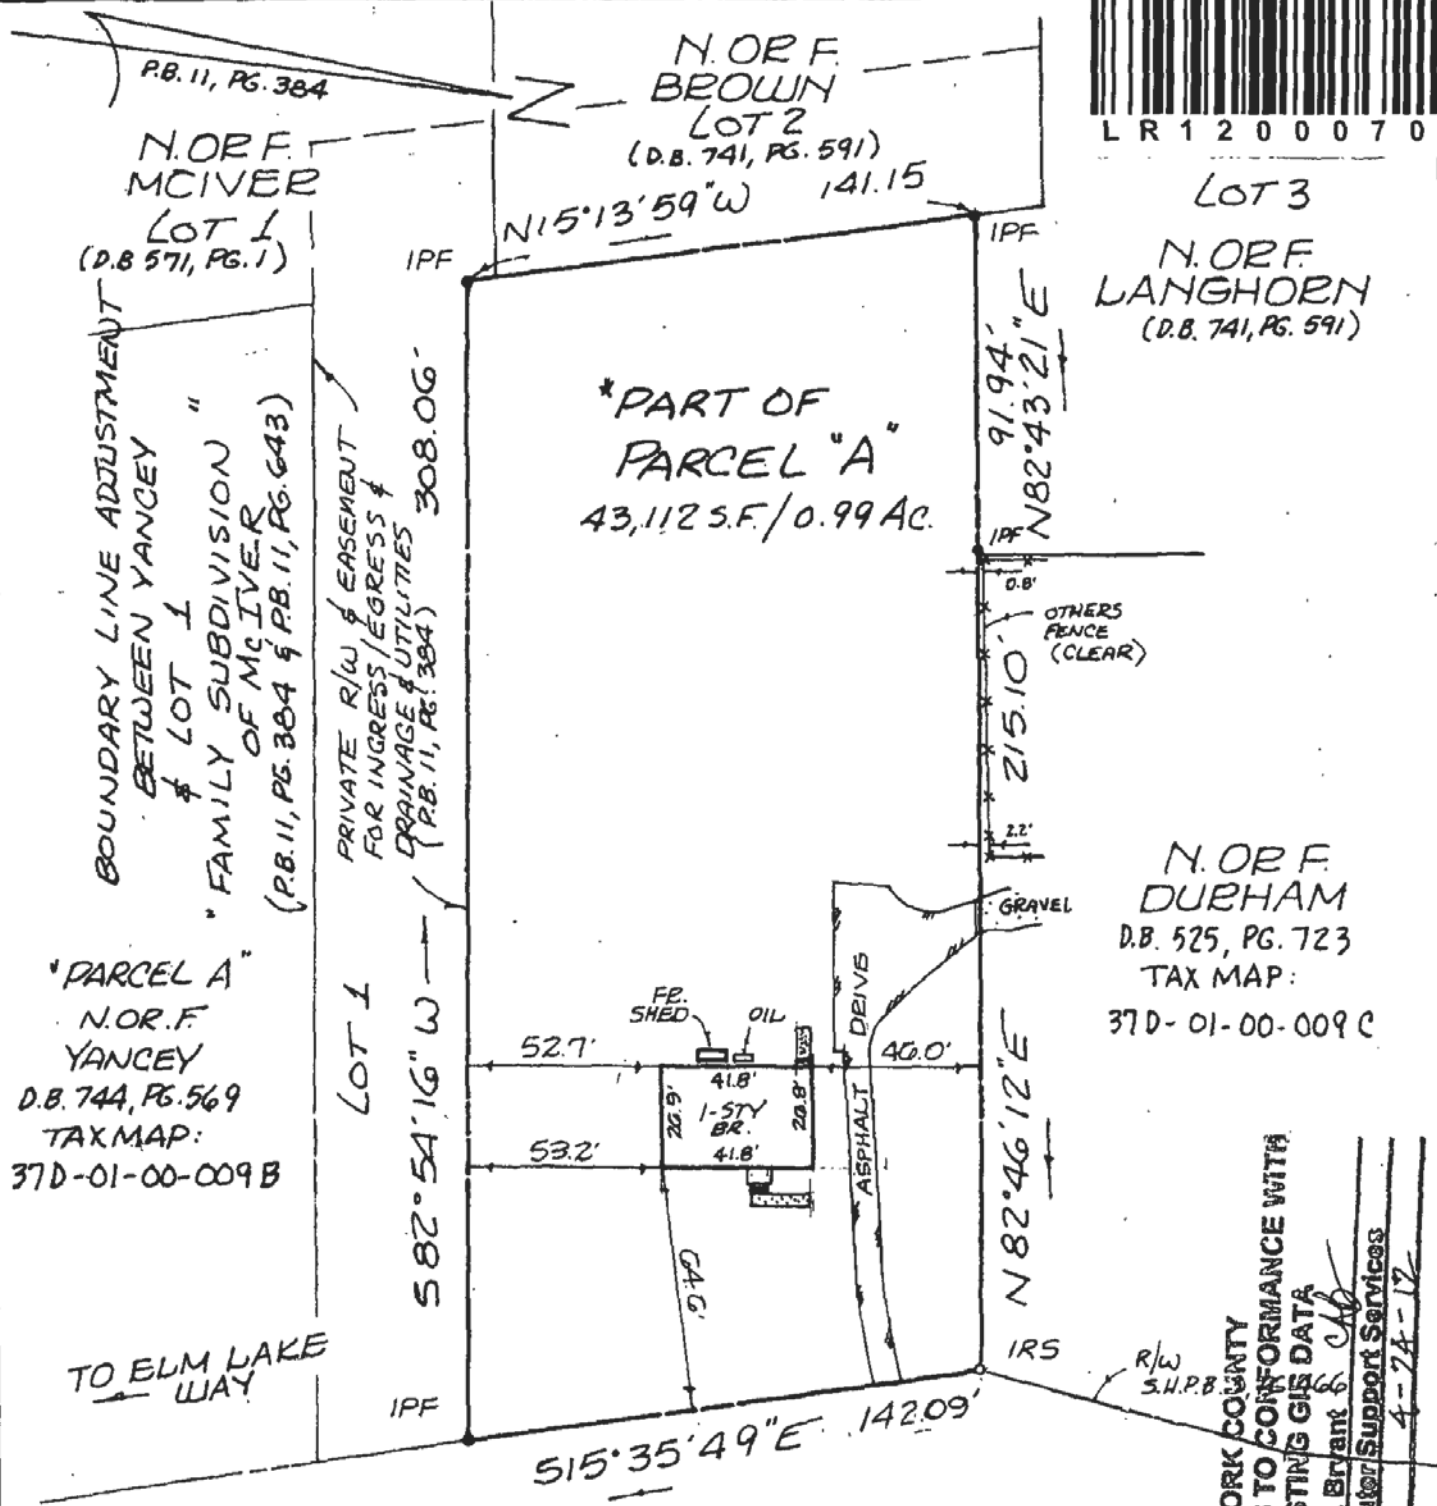 P.B. 11, PG. 384
N
N. OR F.
BROWN
LOT 2
(D.B. 741, PG. 591)
LR1200070
N. OR F.
MCIVER
LOT 1
(D.B 571, PG. 1)
IPF
N15°13'59"W
141.15
IPF
LOT 3
N. OR F.
LANGHORN
(D.B. 741, PG. 591)
BOUNDARY LINE ADJUSTMENT
BETWEEN YANCEY
& LOT 1
"FAMILY SUBDIVISION"
OF McIVER
(P.B. 11, PG. 384 & P.B. 11, PG. 643)
PRIVATE R/W & EASEMENT
FOR INGRESS/EGRESS &
DRAINAGE & UTILITIES
(P.B. 11, PG. 384)
308.06'
*PART OF
PARCEL "A"
43,112 S.F./0.99 AC.
91.94'
N82°43'21"E
IPF
0.8'
OTHERS
FENCE
(CLEAR)
215.10'
2.2'
GRAVEL
N. OR F.
DURHAM
D.B. 525, PG. 723
TAX MAP:
37D-01-00-009C
"PARCEL A"
N. OR. F.
YANCEY
D.B. 744, PG. 569
TAX MAP:
37D-01-00-009B
LOT 1
S82°54'16"W
FR.
SHED
OIL
ASPHALT DRIVE
52.7'
41.8'
46.0'
1-STY
BR.
41.8'
53.2'
N82°46'12"E
TO ELM LAKE
WAY
IPF
S15°35'49"E
142.09'
IRS
R/W
S.H.P.B.
ORK COUNTY
TO CONFORMANCE WITH
STING GIS DATA
Bryant
tor Support Services
4-24-12